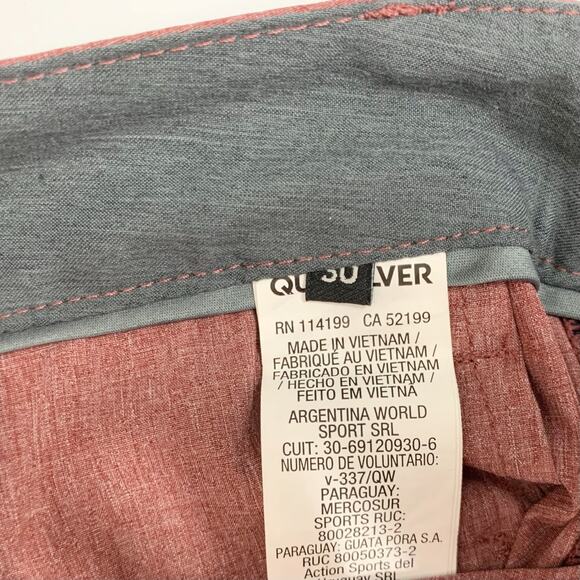 30
QU LVER
RN 114199 CA 52199
MADE IN VIETNAM /
FABRIQUÉ AU VIETNAM /
FABRICADO EN VIETNAM
/ HECHO EN VIETNAM /
FEITO EM VIETNÃ
ARGENTINA WORLD
SPORT SRL
CUIT: 30-69120930-6
NUMERO DE VOLUNTARIO:
v-337/QW
PARAGUAY:
MERCOSUR
SPORTS RUC:
80028213-2
PARAGUAY: GUATA PORA S.A.
RUC 80050373-2
Action Sports del
Uruguay SRL